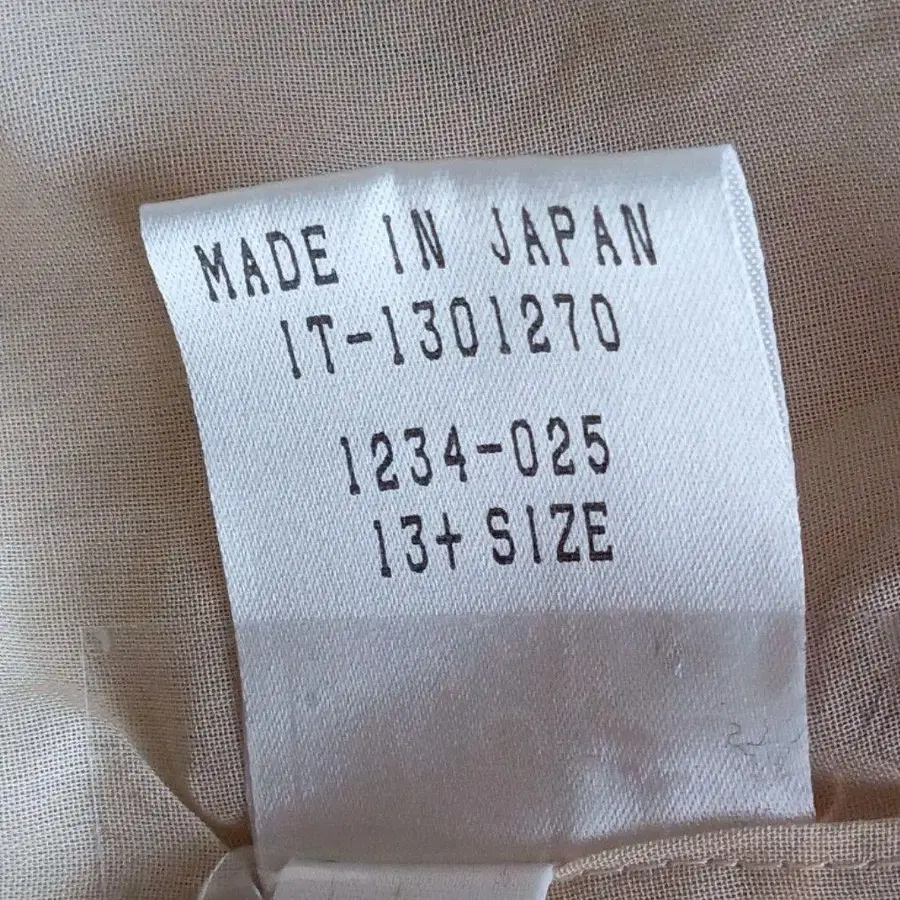 MADE IN JAPAN
IT-1301270
1234-025
13+ SIZE